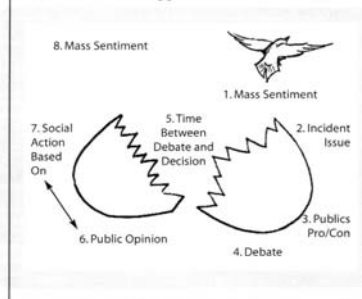 8. Mass Sentiment
1. Mass Sentiment
2. Incident
Issue
3. Publics
Pro/Con
4. Debate
5. Time
Between
Debate and
Decision
6. Public Opinion
7. Social
Action
Based
On